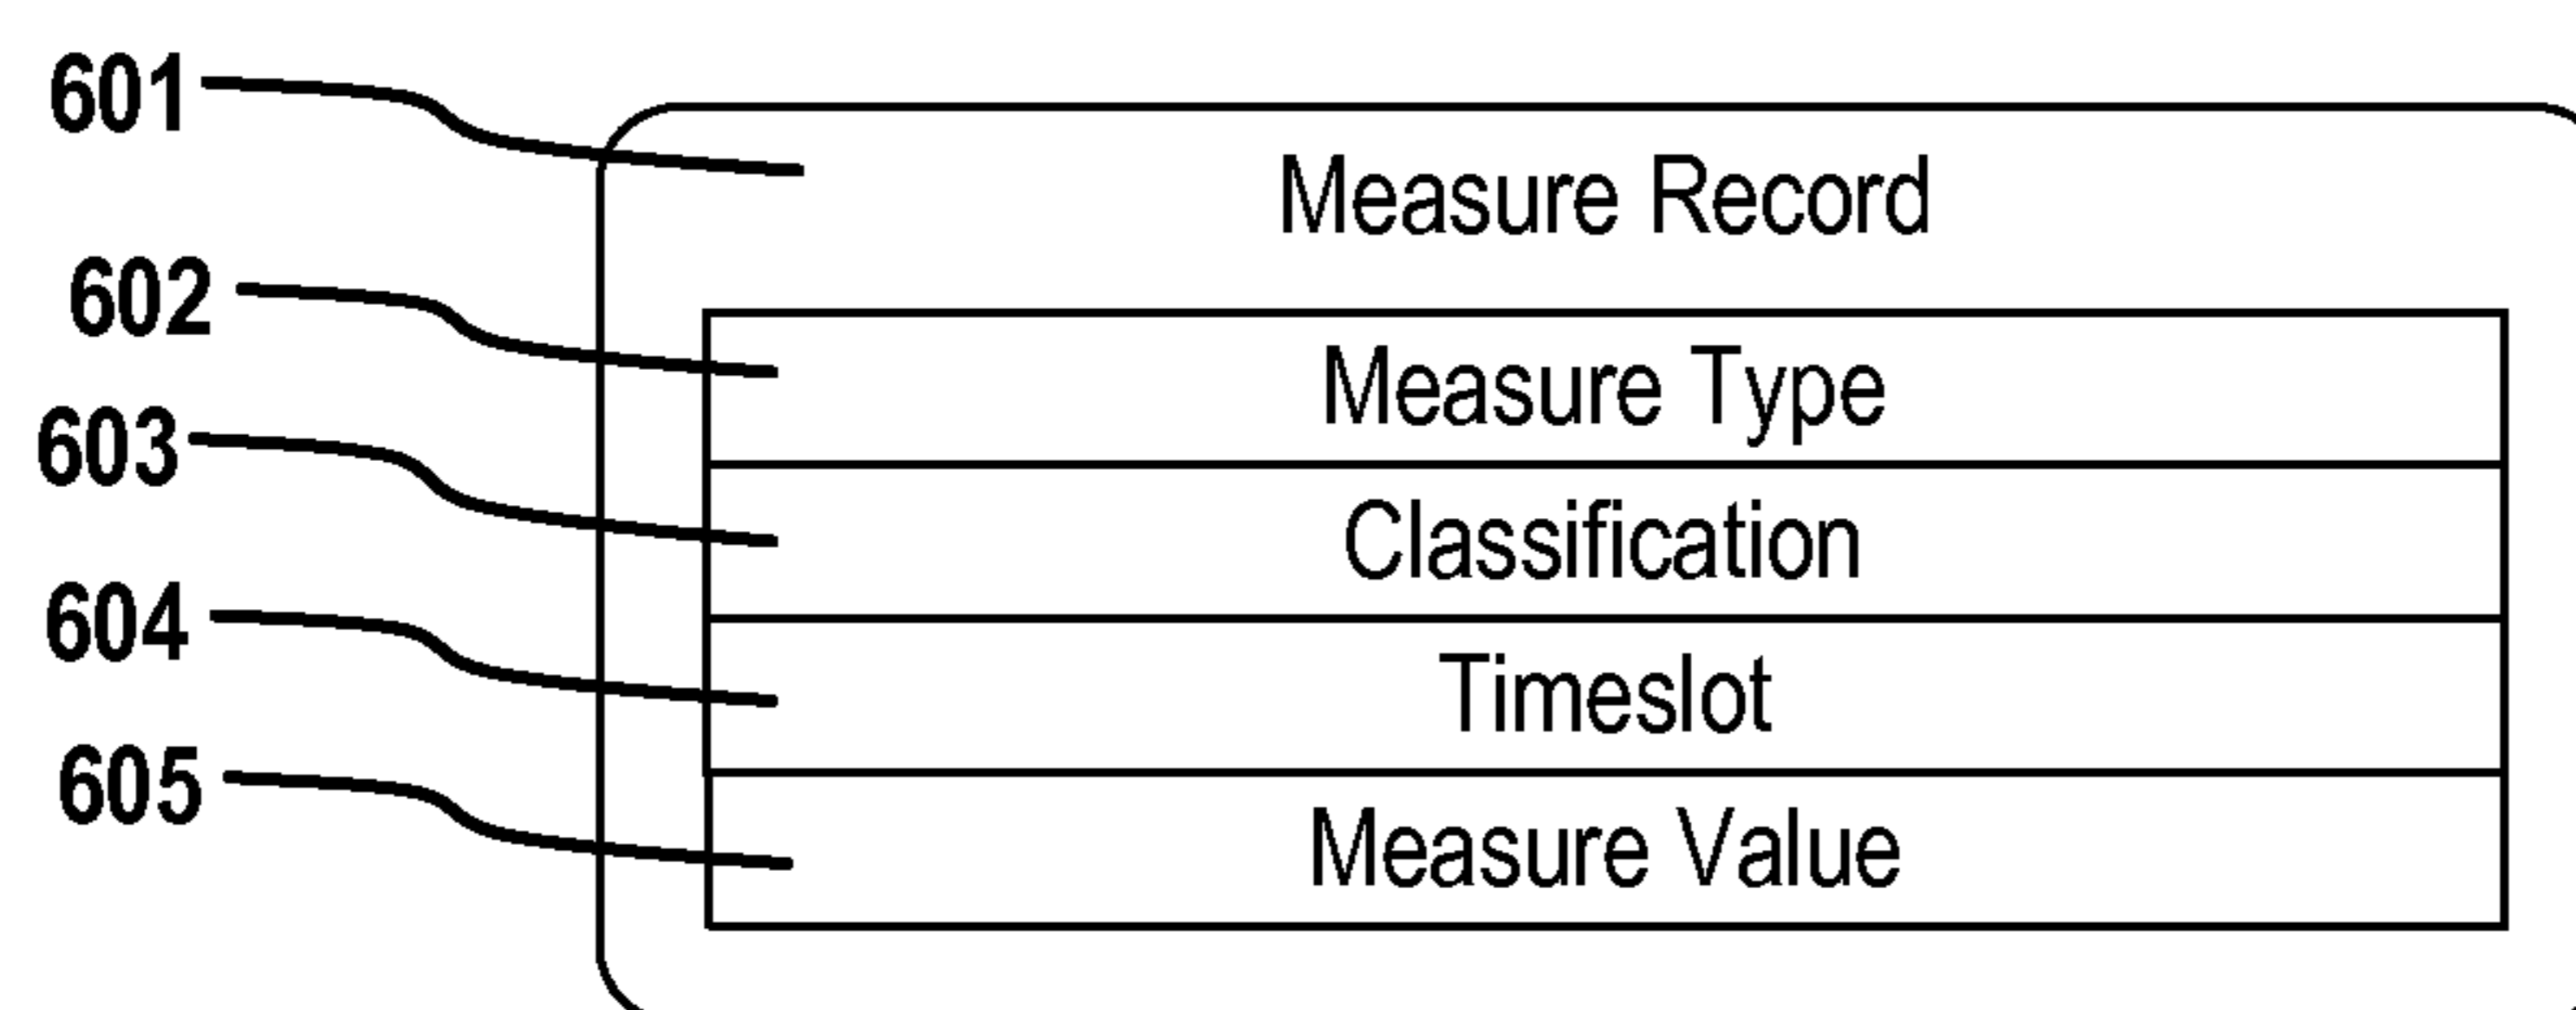 601
Measure Record
602
Measure Type
603
Classification
604
Timeslot
605
Measure Value